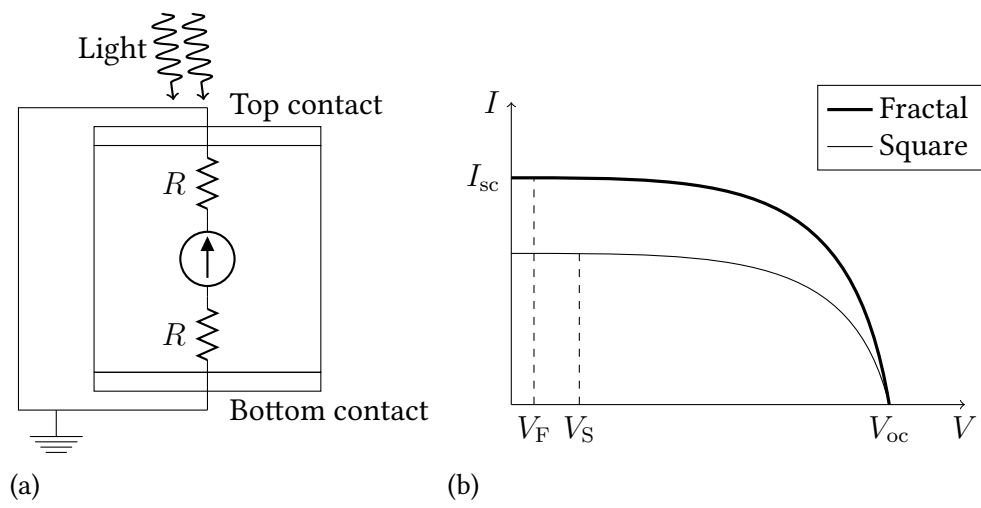 Light
Top contact
R
R
Bottom contact
(a)
I
Fractal
Square
I_sc
V_F
V_S
V_oc
V
(b)